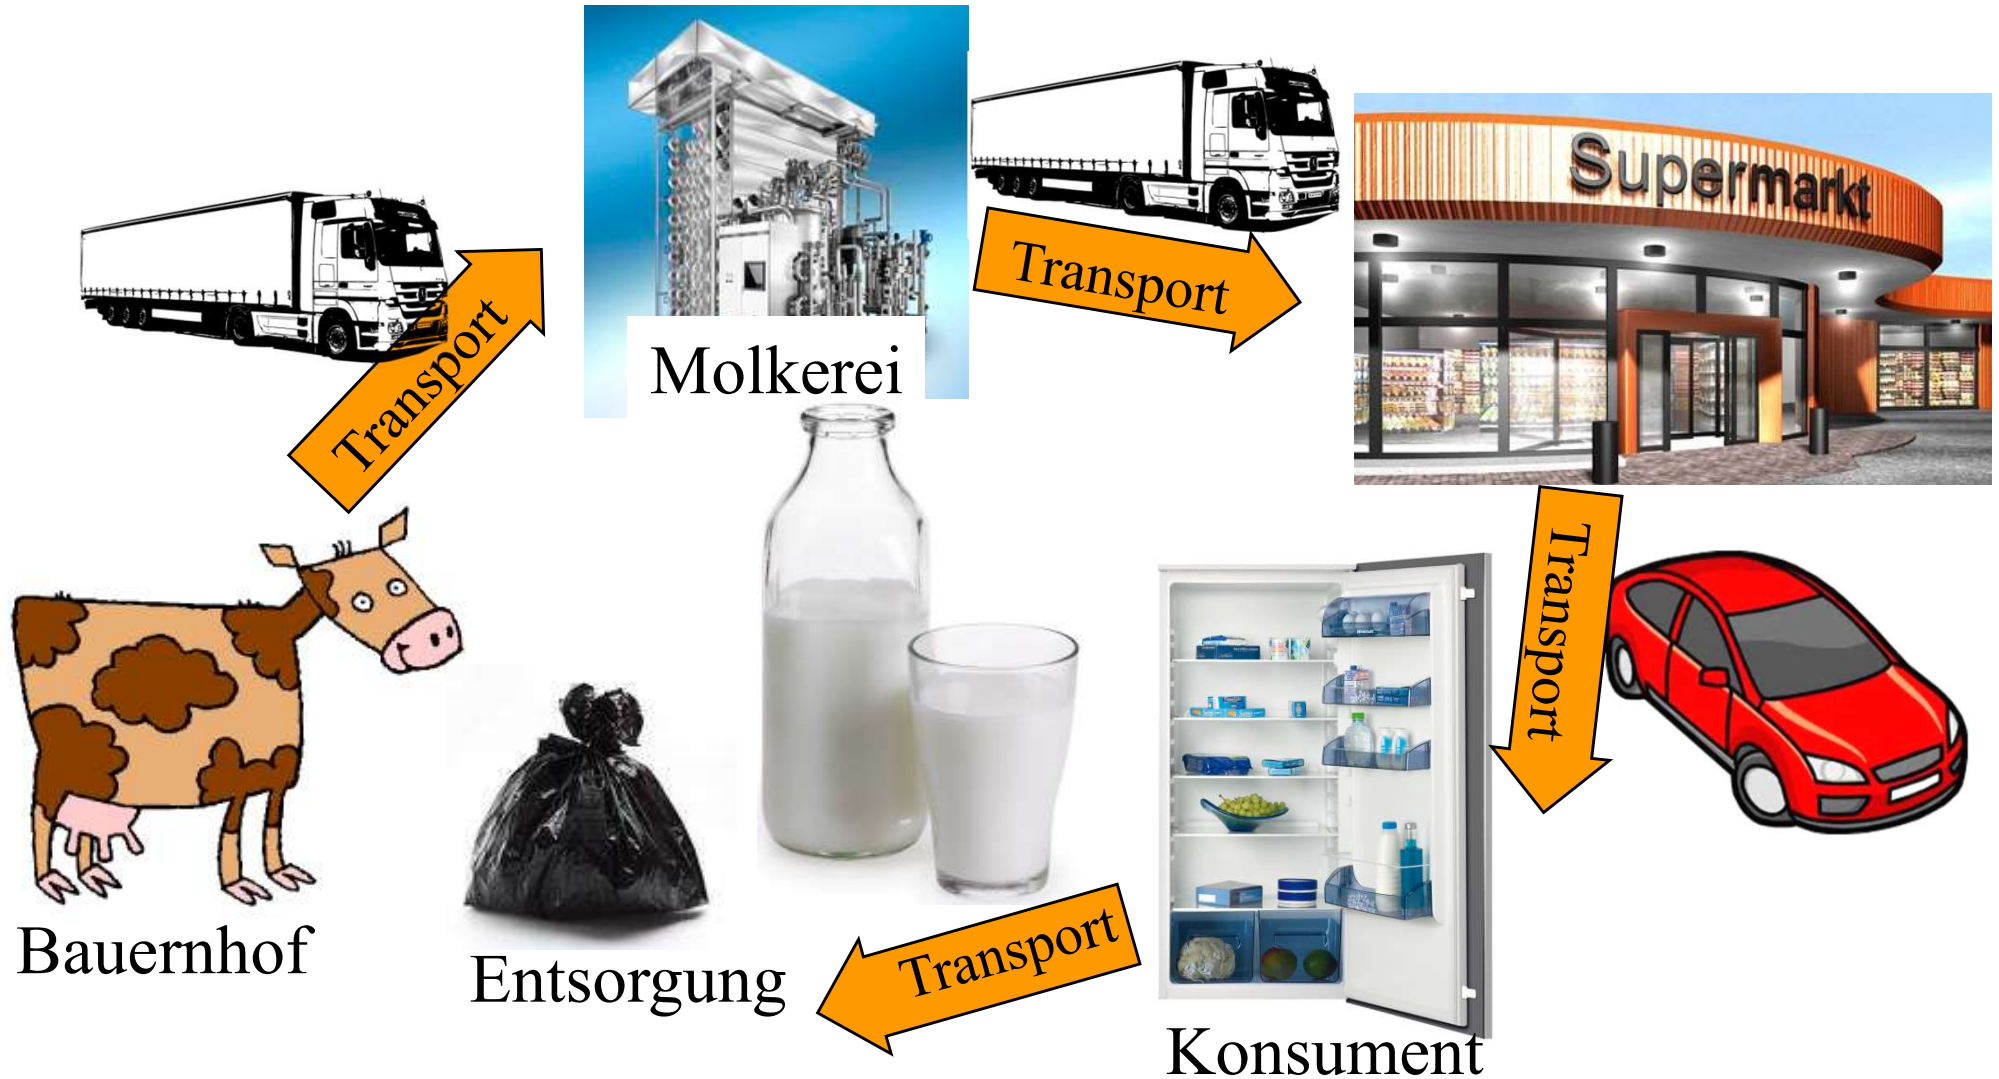 Transport
Molkerei
Transport
Supermarkt
Transport
Bauernhof
Entsorgung
Transport
Konsument